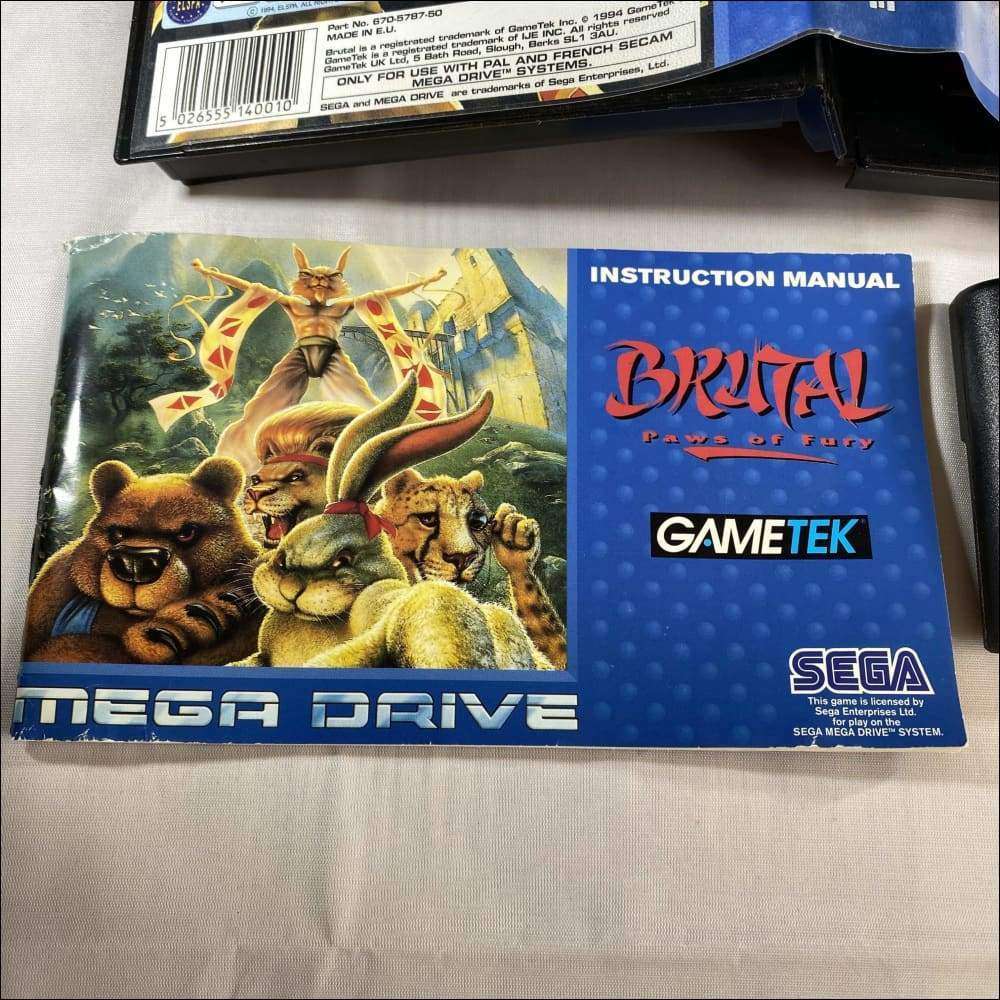 ELSPA
© 1994, ELSPA. ALL RIGHTS
Part No. 670-5787-50
MADE IN E.U.
Brutal is a registered trademark of GameTek Inc. © 1994 GameTek
GameTek is a registered trademark of IJE INC. All rights reserved.
GameTek UK Ltd, 5 Bath Road, Slough, Berks SL1 3AU.
ONLY FOR USE WITH PAL AND FRENCH SECAM
MEGA DRIVE™ SYSTEMS.
SEGA and MEGA DRIVE are trademarks of Sega Enterprises, Ltd.
5 026555 140010
INSTRUCTION MANUAL
BRUTAL
Paws of Fury
GAMETEK
MEGA DRIVE
SEGA
This game is licensed by
Sega Enterprises Ltd.
for play on the
SEGA MEGA DRIVE™ SYSTEM.